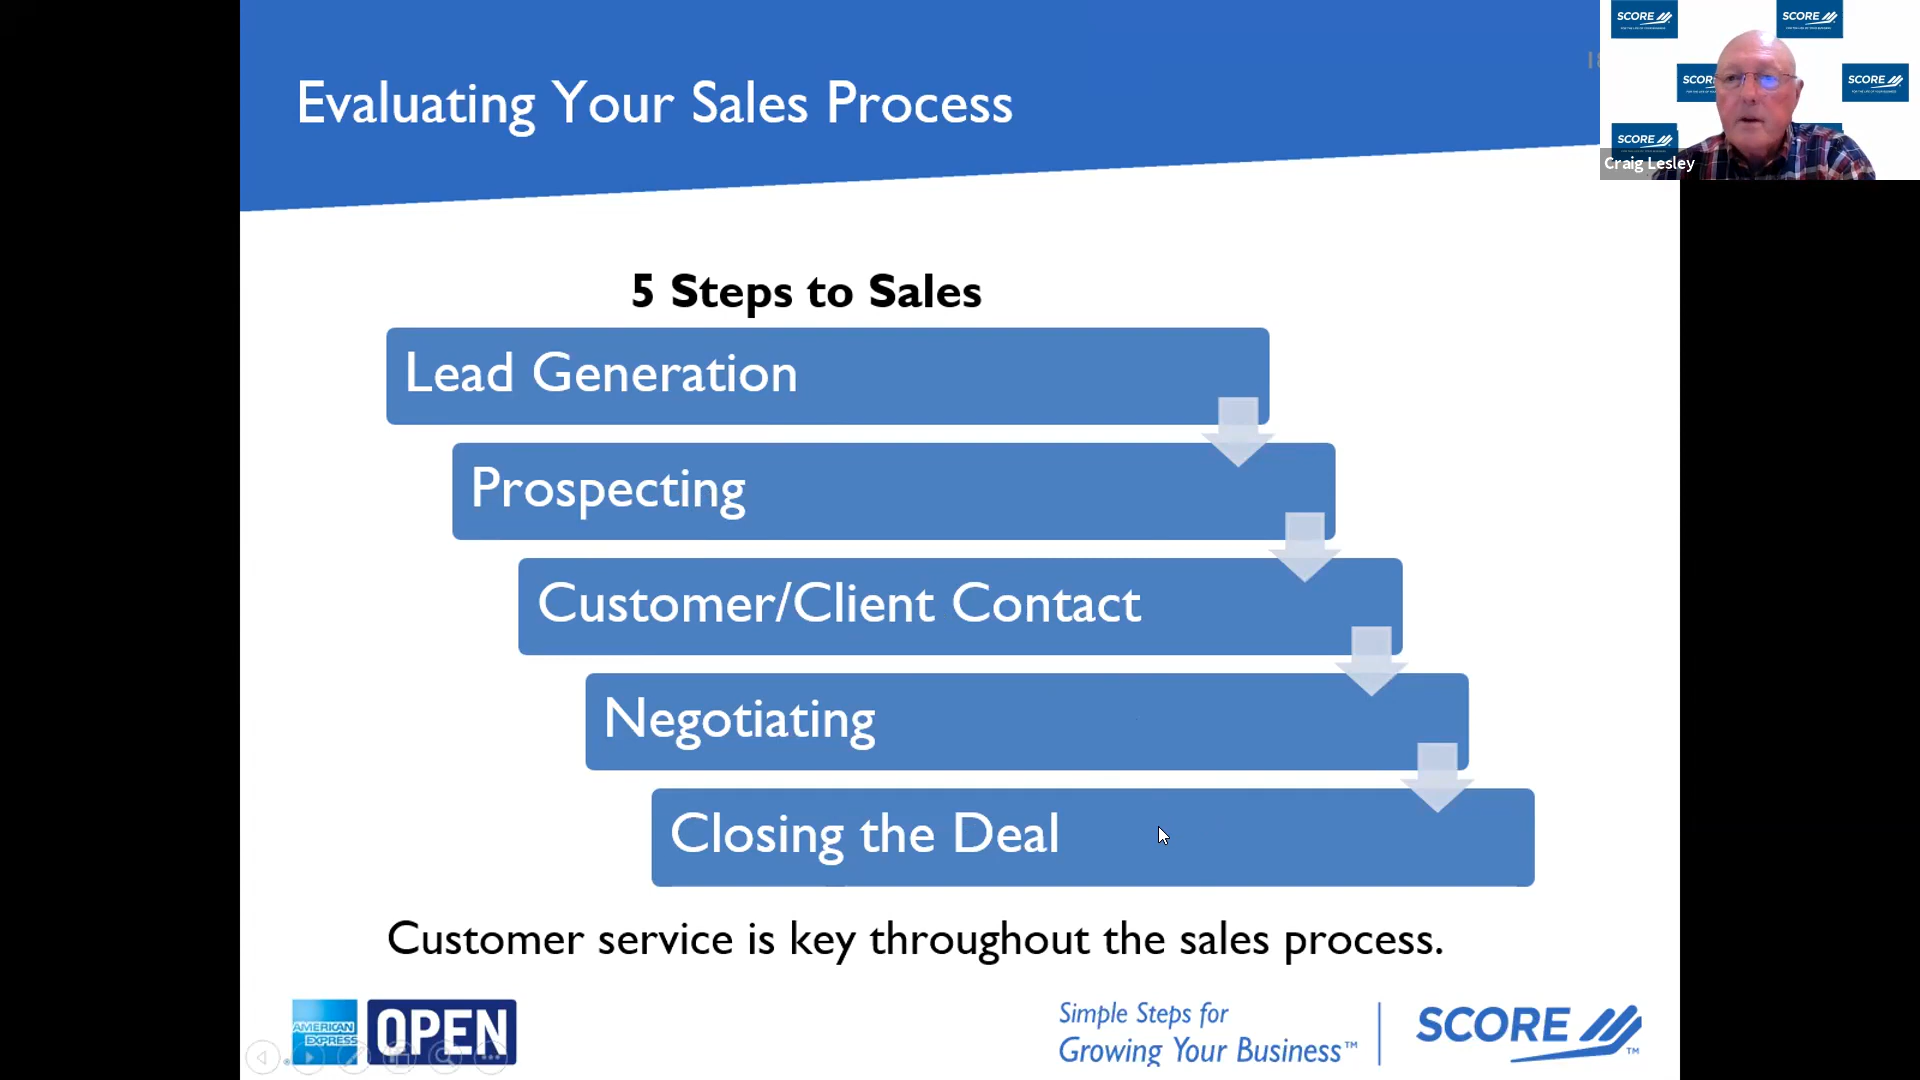 Evaluating Your Sales Process
SCORE
SCORE
SCORE
SCORE
Craig Lesley
5 Steps to Sales
Lead Generation
Prospecting
Customer/Client Contact
Negotiating
Closing the Deal
Customer service is key throughout the sales process.
AMERICAN
EXPRESS
OPEN
Simple Steps for
Growing Your Business™
SCORE
TM